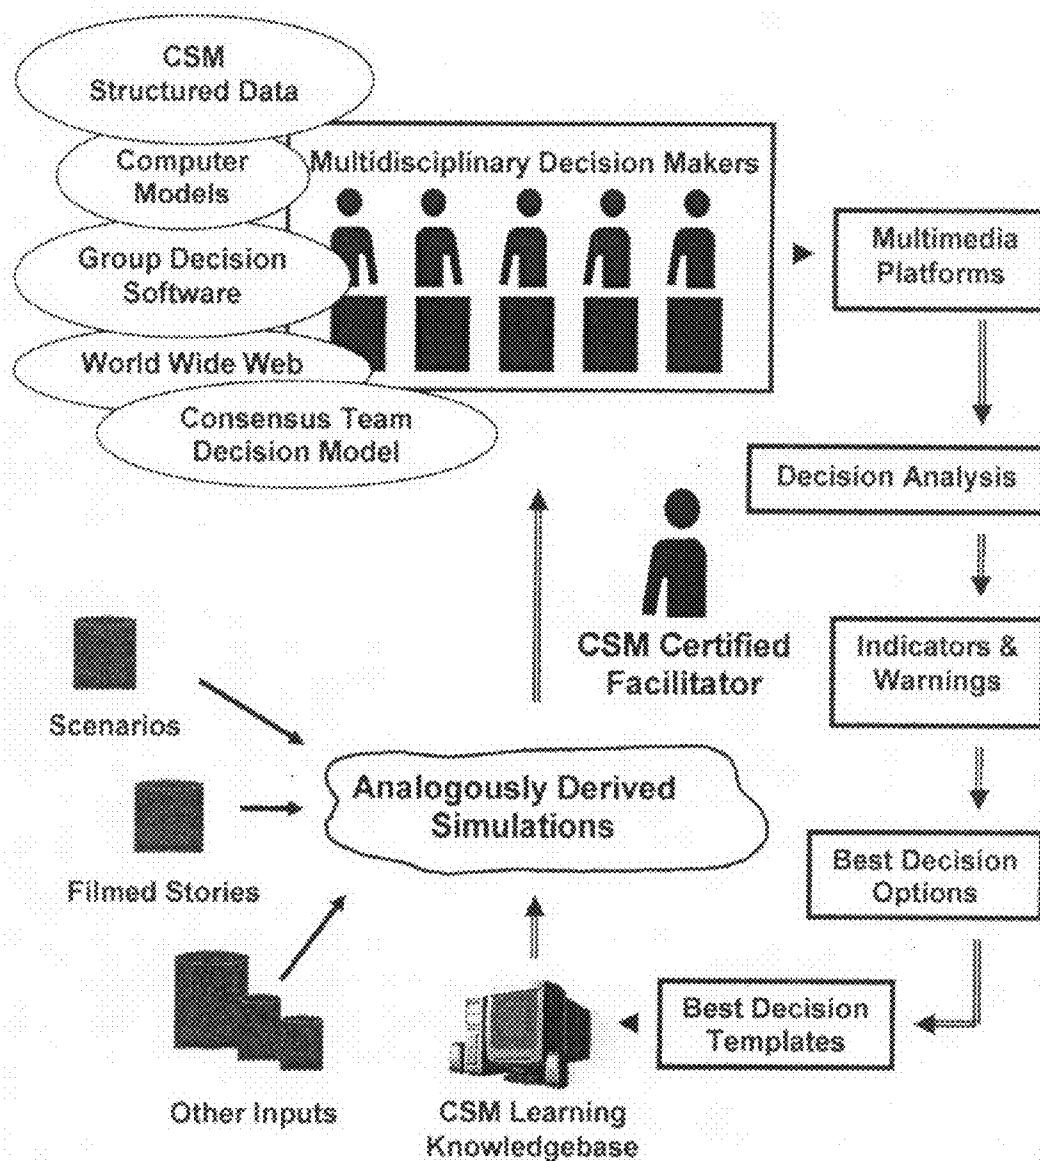 CSM
Structured Data
Computer
Models
Group Decision
Software
World Wide Web
Consensus Team
Decision Model
Multidisciplinary Decision Makers
Multimedia
Platforms
Decision Analysis
CSM Certified
Facilitator
Indicators &
Warnings
Scenarios
Analogously Derived
Simulations
Filmed Stories
Best Decision
Options
Other Inputs
CSM Learning
Knowledgebase
Best Decision
Templates